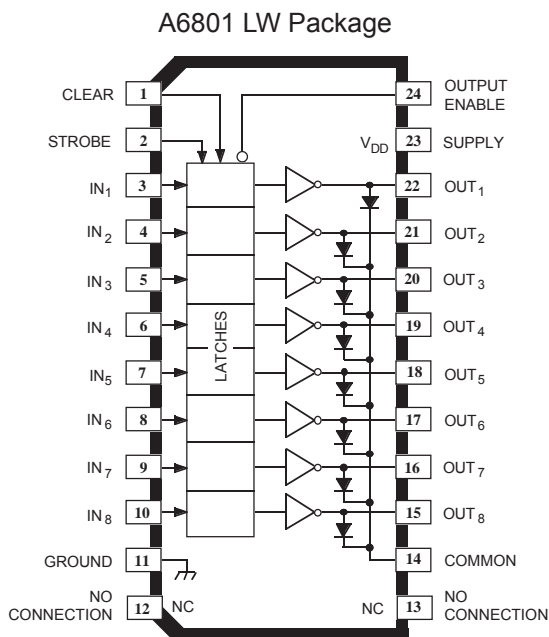 A6801 LW Package
CLEAR 1
24 OUTPUT ENABLE
STROBE 2
V_DD 23 SUPPLY
IN1 3
22 OUT1
IN2 4
21 OUT2
IN3 5
20 OUT3
IN4 6
19 OUT4
LATCHES
IN5 7
18 OUT5
IN6 8
17 OUT6
IN7 9
16 OUT7
IN8 10
15 OUT8
GROUND 11
14 COMMON
NO CONNECTION 12 NC
NC 13 NO CONNECTION